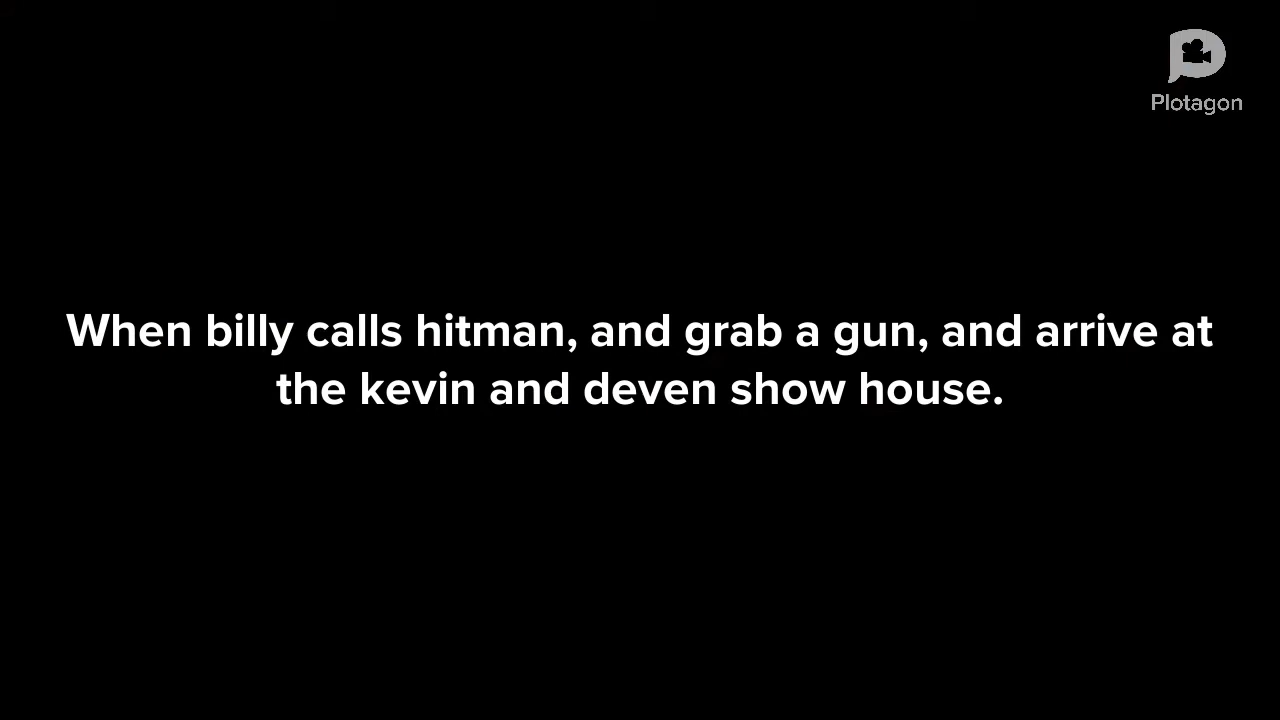 Plotagon
When billy calls hitman, and grab a gun, and arrive at
the kevin and deven show house.